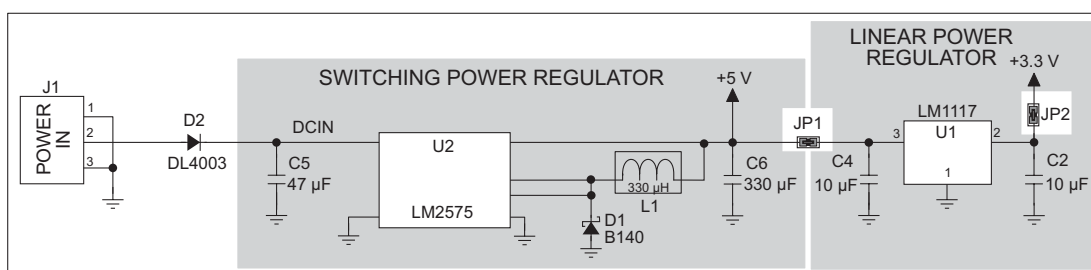 LINEAR POWER
REGULATOR
SWITCHING POWER REGULATOR
+5 V
+3.3 V
J1
POWER
IN
1
2
3
D2
DL4003
DCIN
C5
47 µF
U2
LM2575
330 µH
L1
D1
B140
C6
330 µF
JP1
C4
10 µF
LM1117
3
U1
2
1
JP2
C2
10 µF